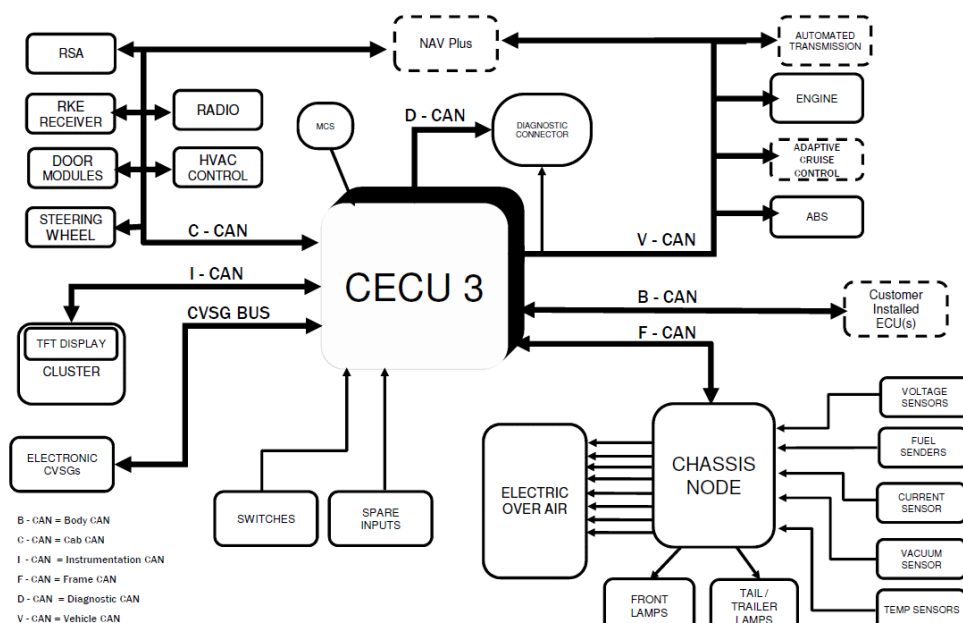 RSA
NAV Plus
AUTOMATED
TRANSMISSION
RKE
RECEIVER
RADIO
MCS
D - CAN
DIAGNOSTIC
CONNECTOR
ENGINE
DOOR
MODULES
HVAC
CONTROL
ADAPTIVE
CRUISE
CONTROL
STEERING
WHEEL
C - CAN
V - CAN
ABS
I - CAN
CECU 3
B - CAN
Customer
Installed
ECU(s)
CVSG BUS
F - CAN
TFT DISPLAY
CLUSTER
VOLTAGE
SENSORS
FUEL
SENDERS
ELECTRONIC
CVSGs
CHASSIS
NODE
ELECTRIC
OVER AIR
CURRENT
SENSOR
SWITCHES
SPARE
INPUTS
VACUUM
SENSOR
FRONT
LAMPS
TAIL /
TRAILER
LAMPS
TEMP SENSORS
B - CAN = Body CAN
C - CAN = Cab CAN
I - CAN = Instrumentation CAN
F - CAN = Frame CAN
D - CAN = Diagnostic CAN
V - CAN = Vehicle CAN